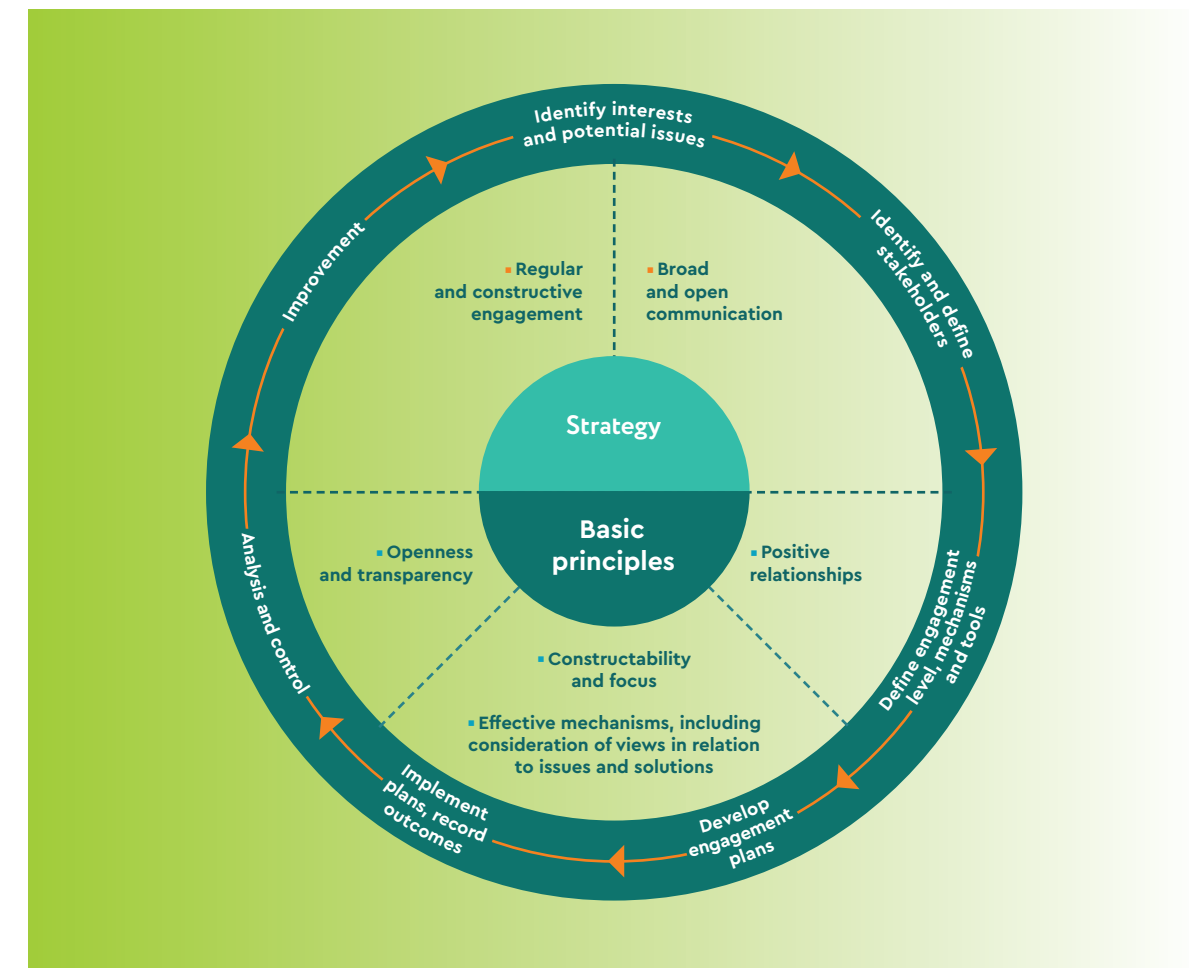 Identify interests
and potential issues
Identify and define
stakeholders
Define engagement
level, mechanisms
and tools
Develop
engagement
plans
Implement
plans, record
outcomes
Analysis and control
Improvement
Regular
and constructive
engagement
Broad
and open
communication
Strategy
Basic
principles
Openness
and transparency
Positive
relationships
Constructability
and focus
Effective mechanisms, including
consideration of views in relation
to issues and solutions